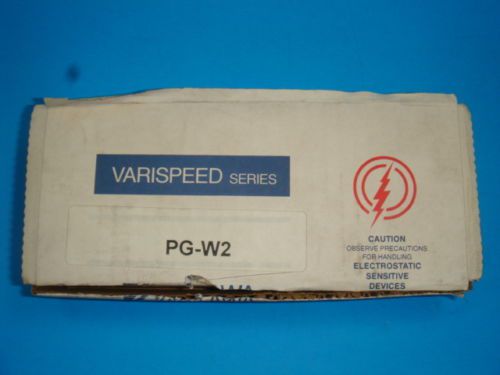 VARISPEED SERIES
PG-W2
CAUTION
OBSERVE PRECAUTIONS
FOR HANDLING
ELECTROSTATIC
SENSITIVE
DEVICES